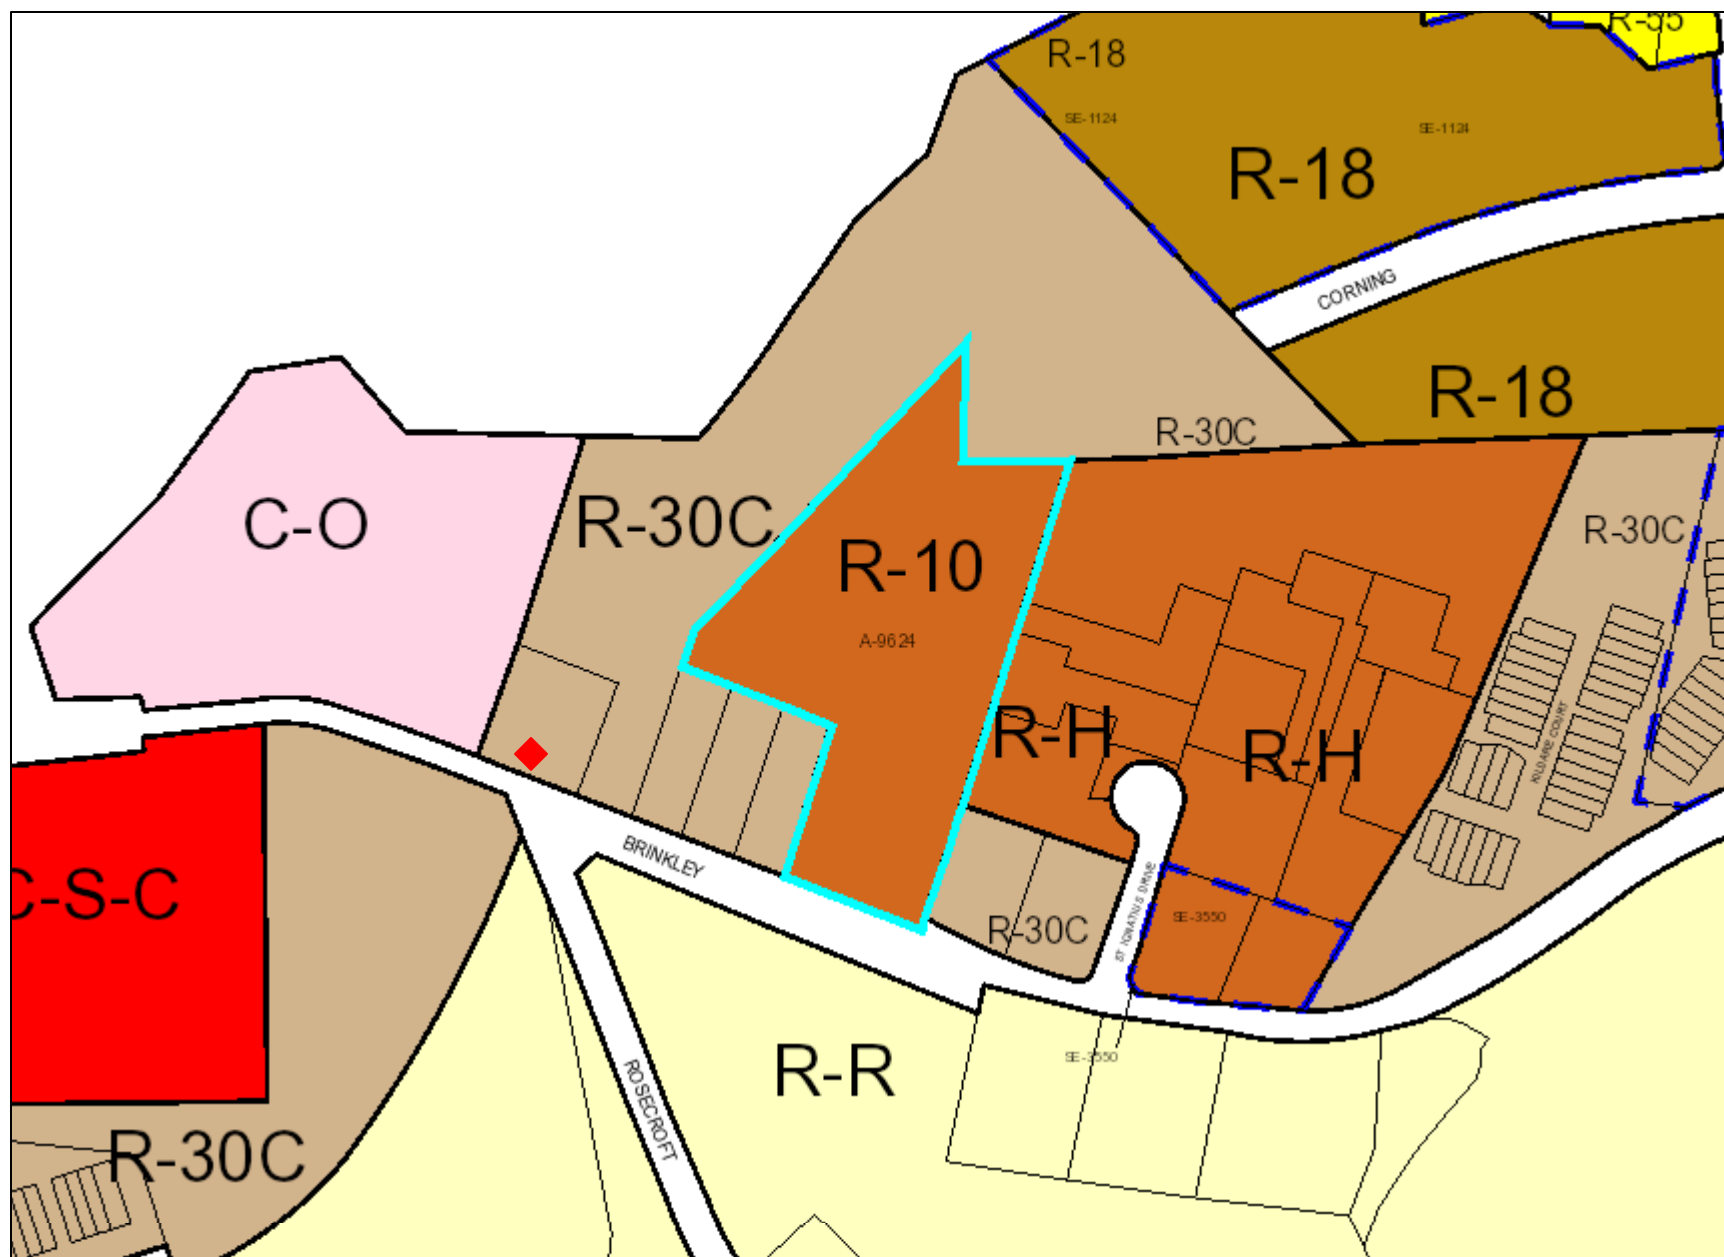 R-55
R-18
SE-1124
SE-1124
R-18
CORNING
R-18
R-30C
C-O
R-30C
R-30C
R-10
A-9624
R-H
R-H
KILDARE COURT
BRINKLEY
C-S-C
ST IGNATIUS DRIVE
SE-3550
R-30C
SE-3550
R-R
ROSECROFT
R-30C